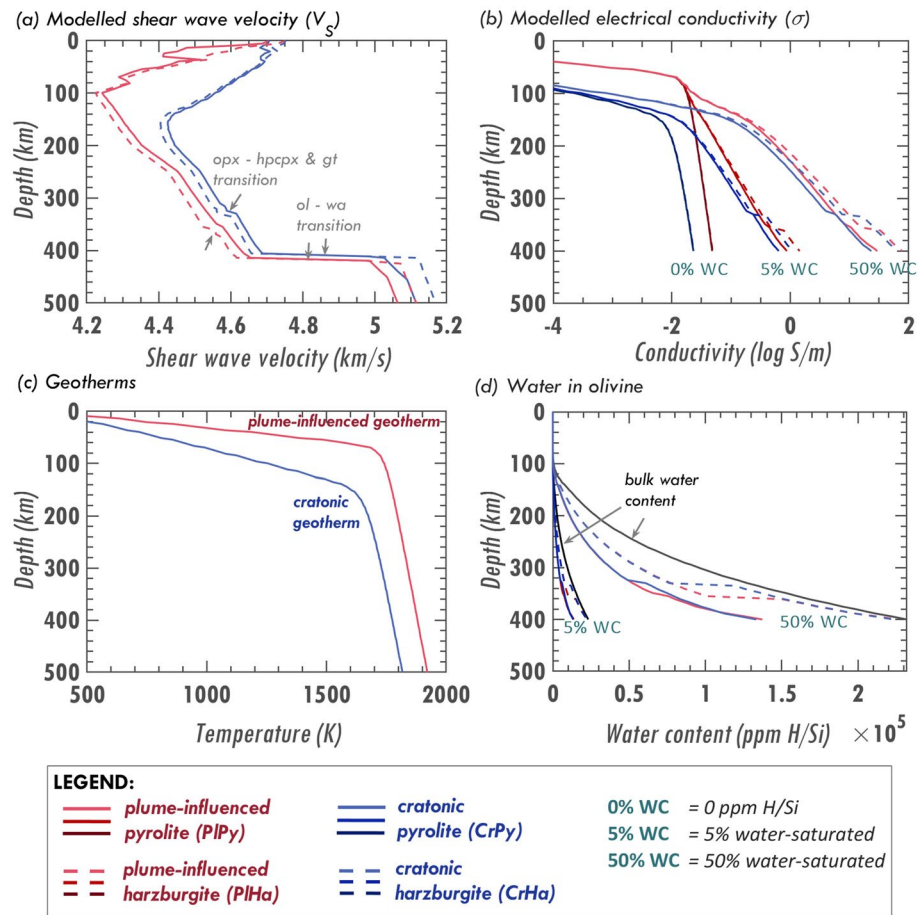 (a) Modelled shear wave velocity (VS)
0
100
200
300
400
500
Depth (km)
opx - hpcpx & gt
transition
ol - wa
transition
4.2
4.4
4.6
4.8
5
5.2
Shear wave velocity (km/s)
(b) Modelled electrical conductivity (σ)
0
100
200
300
400
500
Depth (km)
0% WC
5% WC
50% WC
-4
-2
0
2
Conductivity (log S/m)
(c) Geotherms
0
100
200
300
400
500
Depth (km)
plume-influenced geotherm
cratonic
geotherm
500
1000
1500
2000
Temperature (K)
(d) Water in olivine
0
100
200
300
400
500
Depth (km)
bulk water
content
5% WC
50% WC
0
0.5
1
1.5
2
Water content (ppm H/Si)
× 10^5
LEGEND:
plume-influenced
pyrolite (PlPy)
cratonic
pyrolite (CrPy)
plume-influenced
harzburgite (PlHa)
cratonic
harzburgite (CrHa)
0% WC = 0 ppm H/Si
5% WC = 5% water-saturated
50% WC = 50% water-saturated